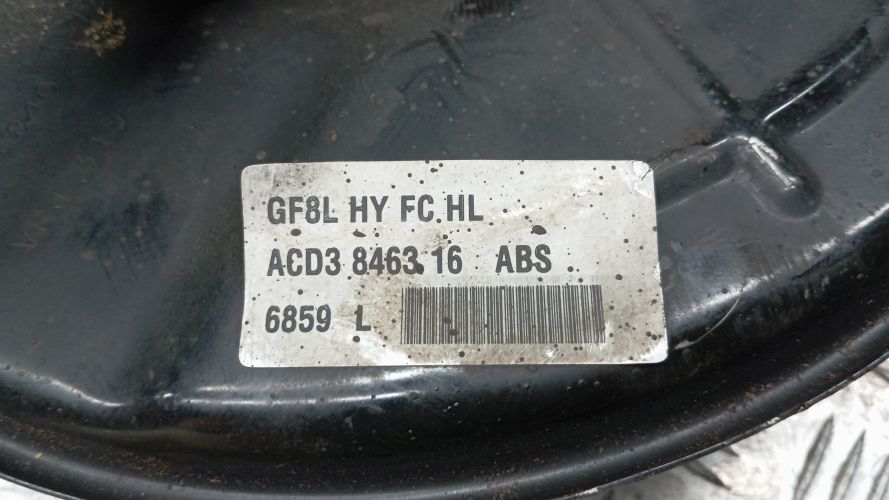 GF8L HY FC HL
ACD3 8463.16 ABS
6859 L